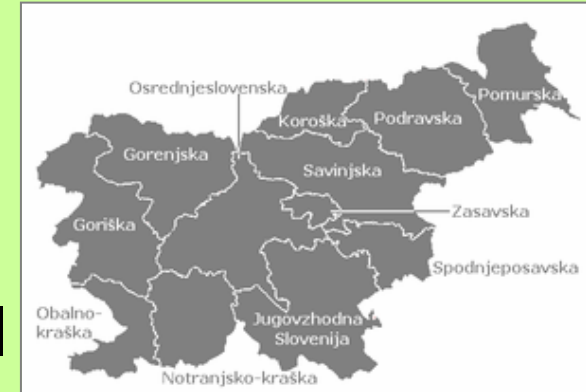 Osrednjeslovenska
Pomurska
Koroška
Podravska
Gorenjska
Savinjska
Zasavska
Goriška
Spodnjeposavska
Obalno-
kraška
Jugovzhodna
Slovenija
Notranjsko-kraška